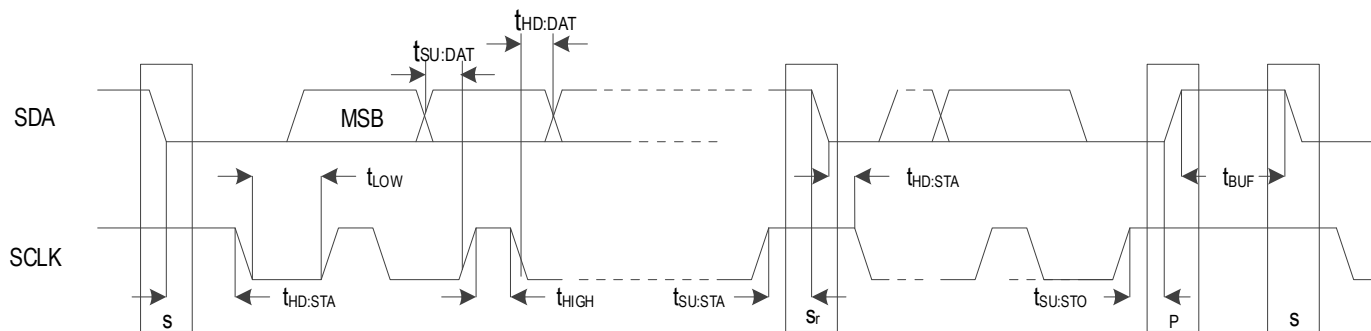 tHD:DAT
tSU:DAT
SDA
MSB
tLOW
tHD:STA
tBUF
SCLK
tHD:STA
tHIGH
tSU:STA
tSU:STO
S
Sr
P
S